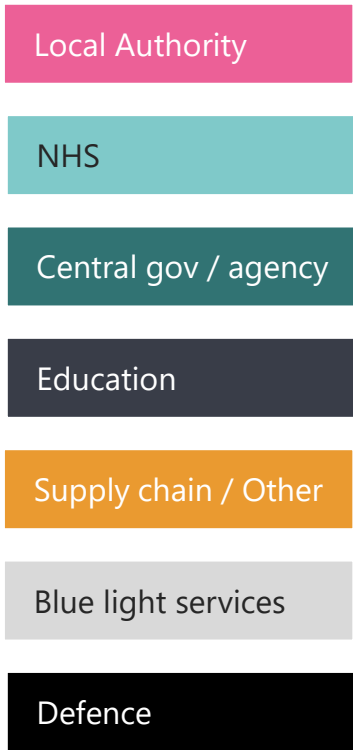 Local Authority
NHS
Central gov / agency
Education
Supply chain / Other
Blue light services
Defence